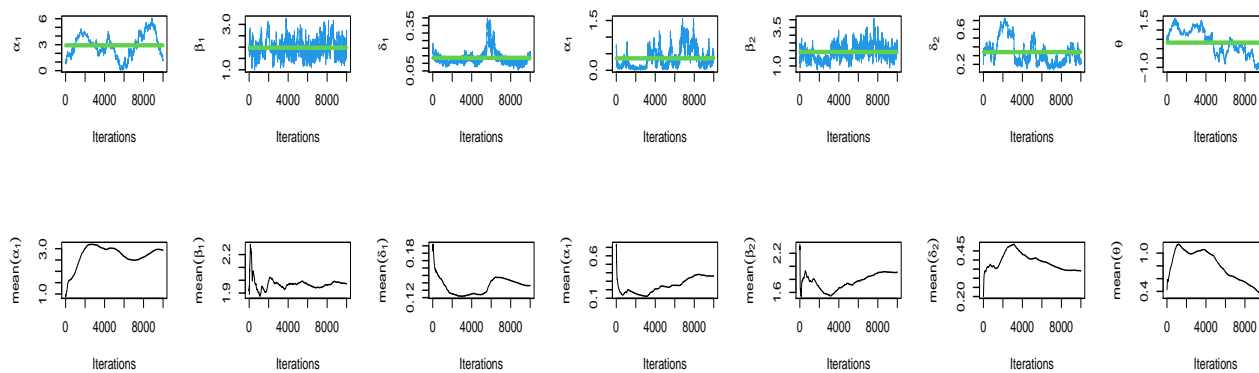 α₁
0 3 6
0 4000 8000
Iterations
β₁
1.0 3.0
0 4000 8000
Iterations
δ₁
0.05 0.35
0 4000 8000
Iterations
α₁
0.0 1.5
0 4000 8000
Iterations
β₂
1.0 3.5
0 4000 8000
Iterations
δ₂
0.2 0.6
0 4000 8000
Iterations
θ
−1.0 1.5
0 4000 8000
Iterations
mean(α₁)
1.0 3.0
0 4000 8000
Iterations
mean(β₁)
1.9 2.2
0 4000 8000
Iterations
mean(δ₁)
0.12 0.18
0 4000 8000
Iterations
mean(α₁)
0.1 0.6
0 4000 8000
Iterations
mean(β₂)
1.6 2.2
0 4000 8000
Iterations
mean(δ₂)
0.20 0.45
0 4000 8000
Iterations
mean(θ)
0.4 1.0
0 4000 8000
Iterations